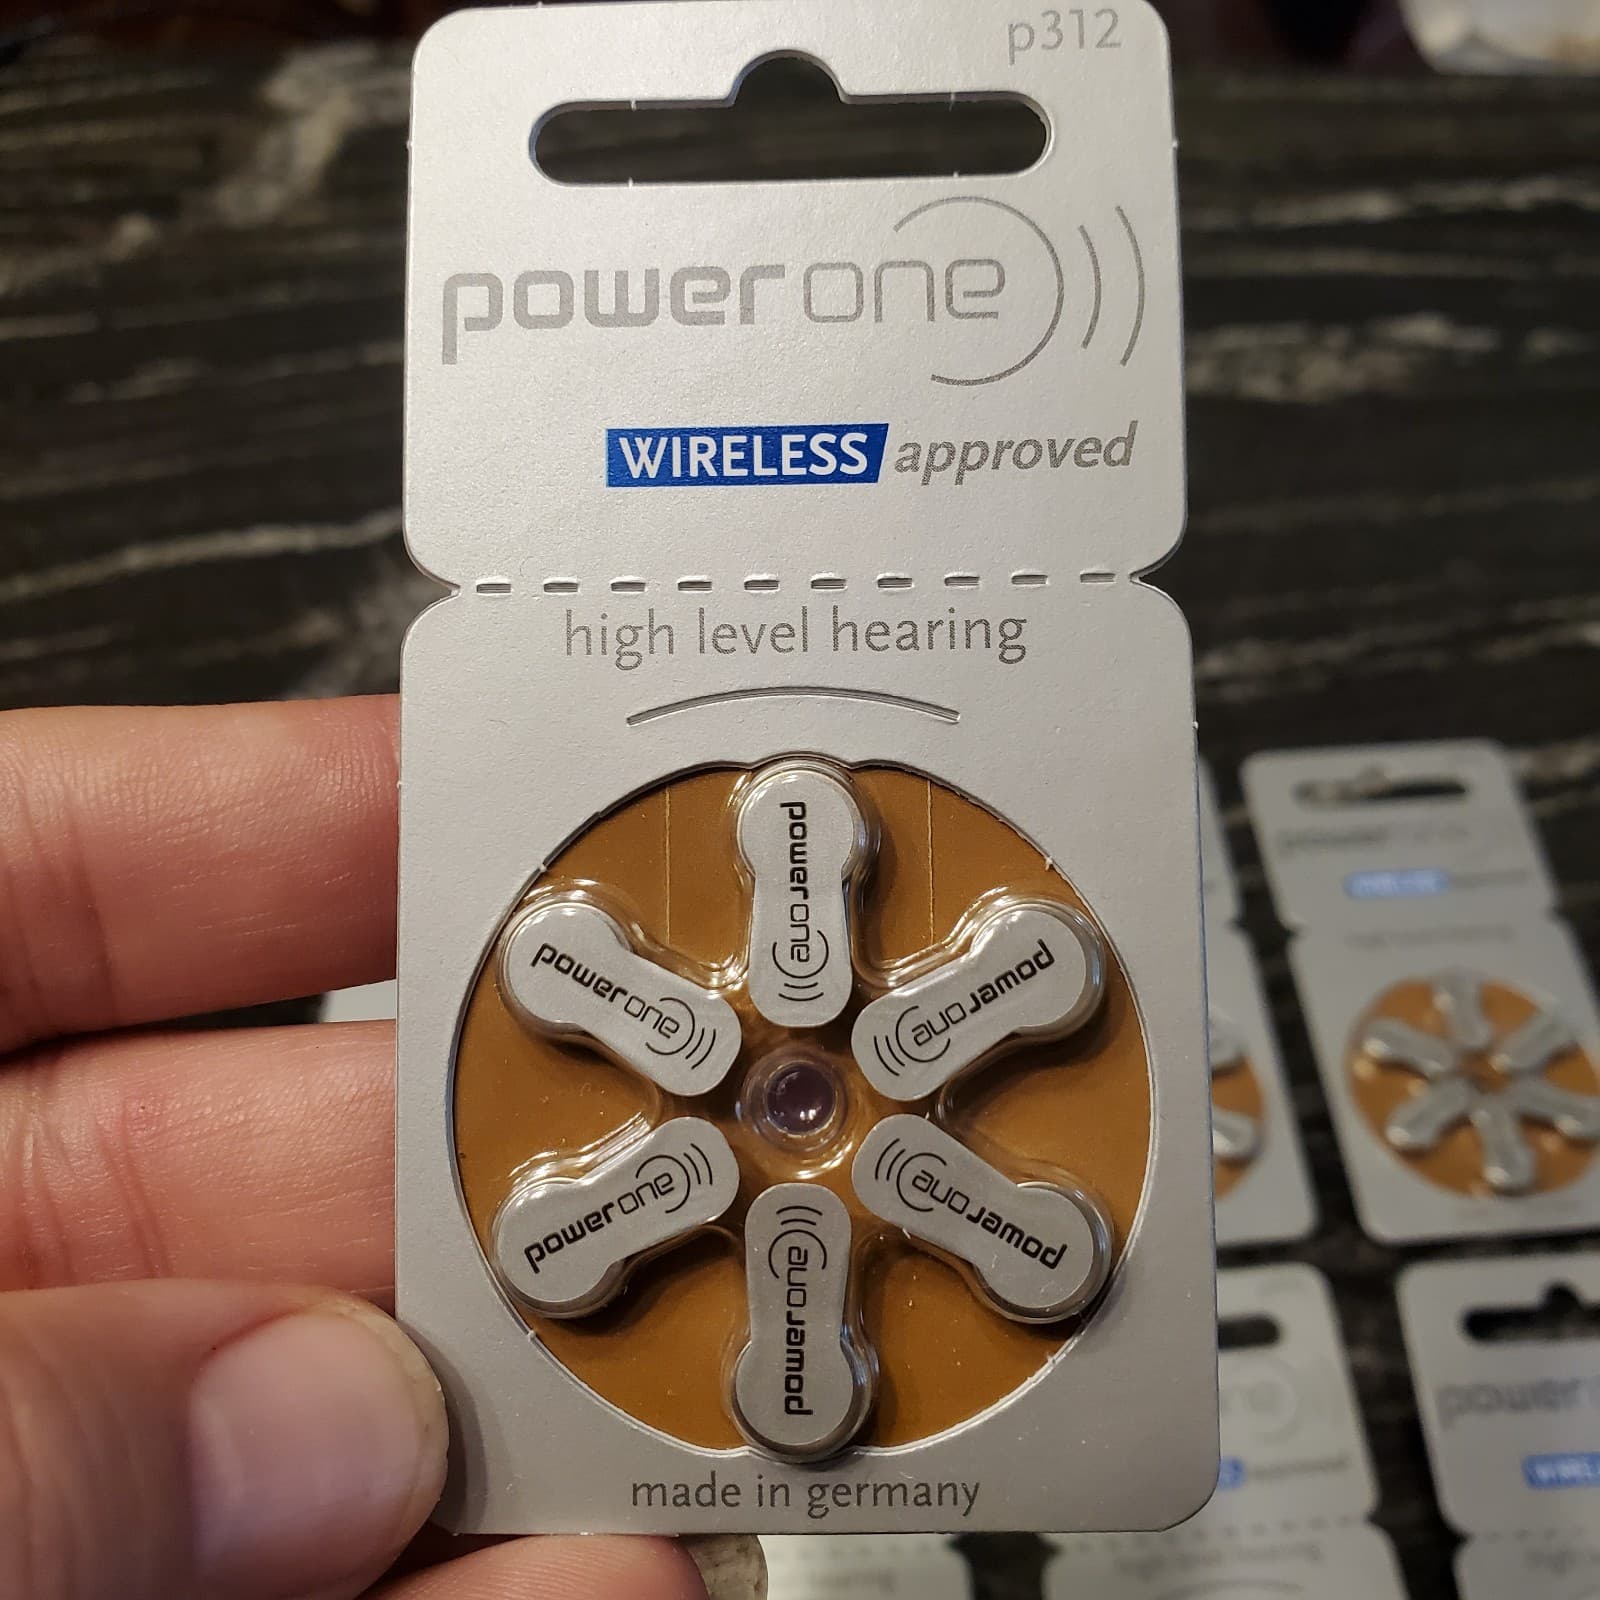 p312
powerone
WIRELESS approved
high level hearing
powerone
powerone
powerone
powerone
powerone
powerone
made in germany